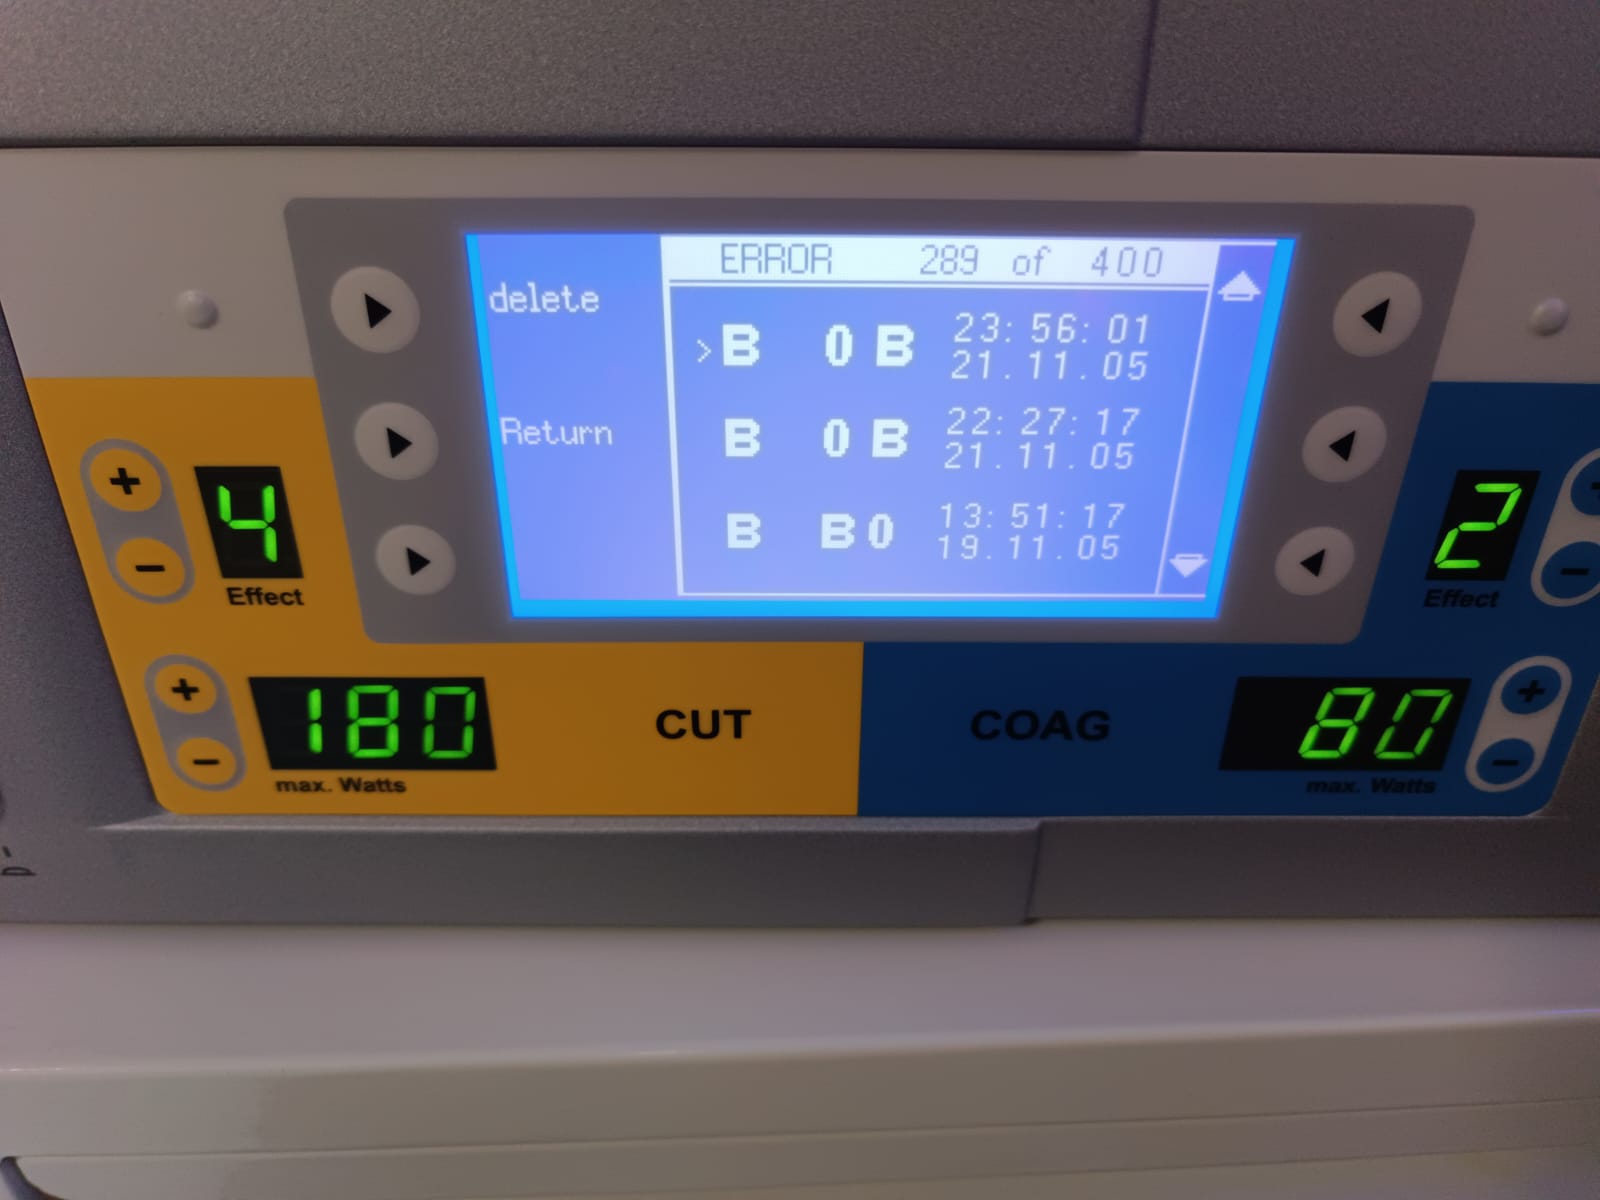 ERROR 289 of 400
delete
>B 0B 23:56:01
21.11.05
Return
B 0B 22:27:17
21.11.05
B B0 13:51:17
19.11.05
+
-
4
Effect
2
Effect
-
+
-
180
max. Watts
CUT
COAG
80
max. Watts
+
-